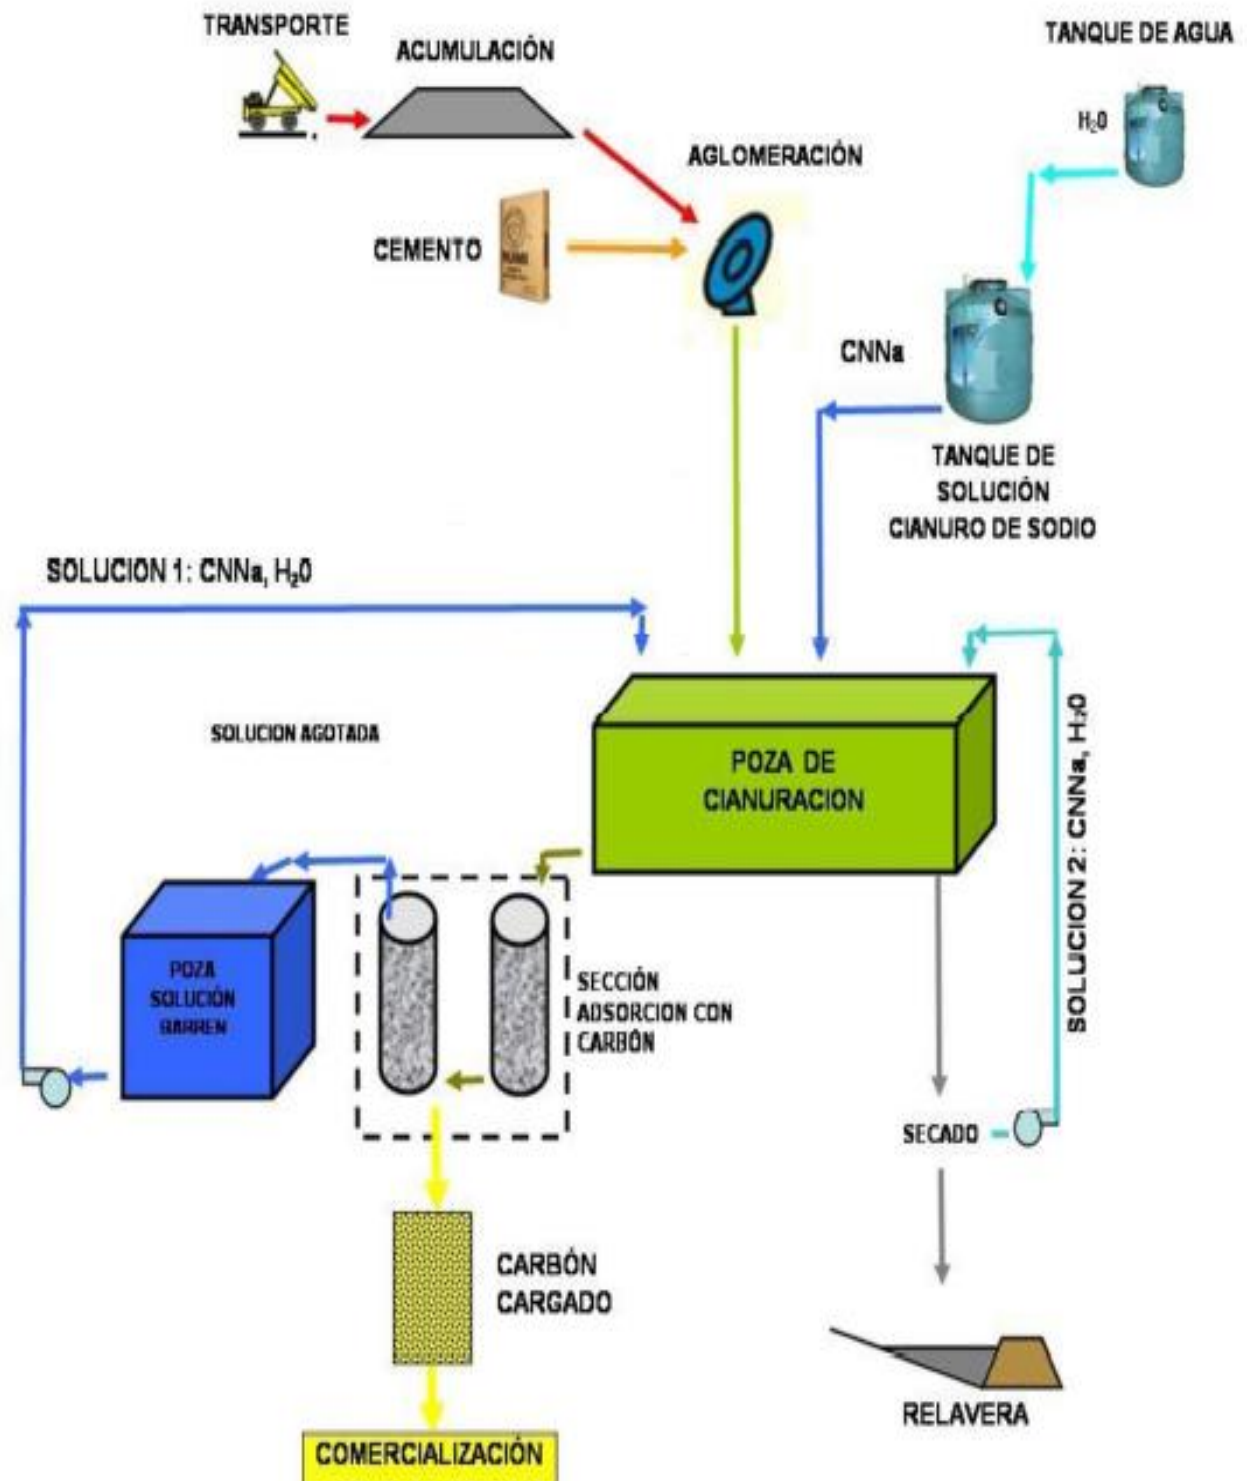 TRANSPORTE
ACUMULACIÓN
TANQUE DE AGUA
H₂0
AGLOMERACIÓN
CEMENTO
CNNa
TANQUE DE
SOLUCIÓN
CIANURO DE SODIO
SOLUCION 1: CNNa, H₂0
SOLUCION AGOTADA
POZA DE
CIANURACION
SOLUCION 2: CNNa, H₂0
POZA
SOLUCIÓN
BARREN
SECCIÓN
ADSORCION CON
CARBÓN
SECADO
CARBÓN
CARGADO
RELAVERA
COMERCIALIZACIÓN